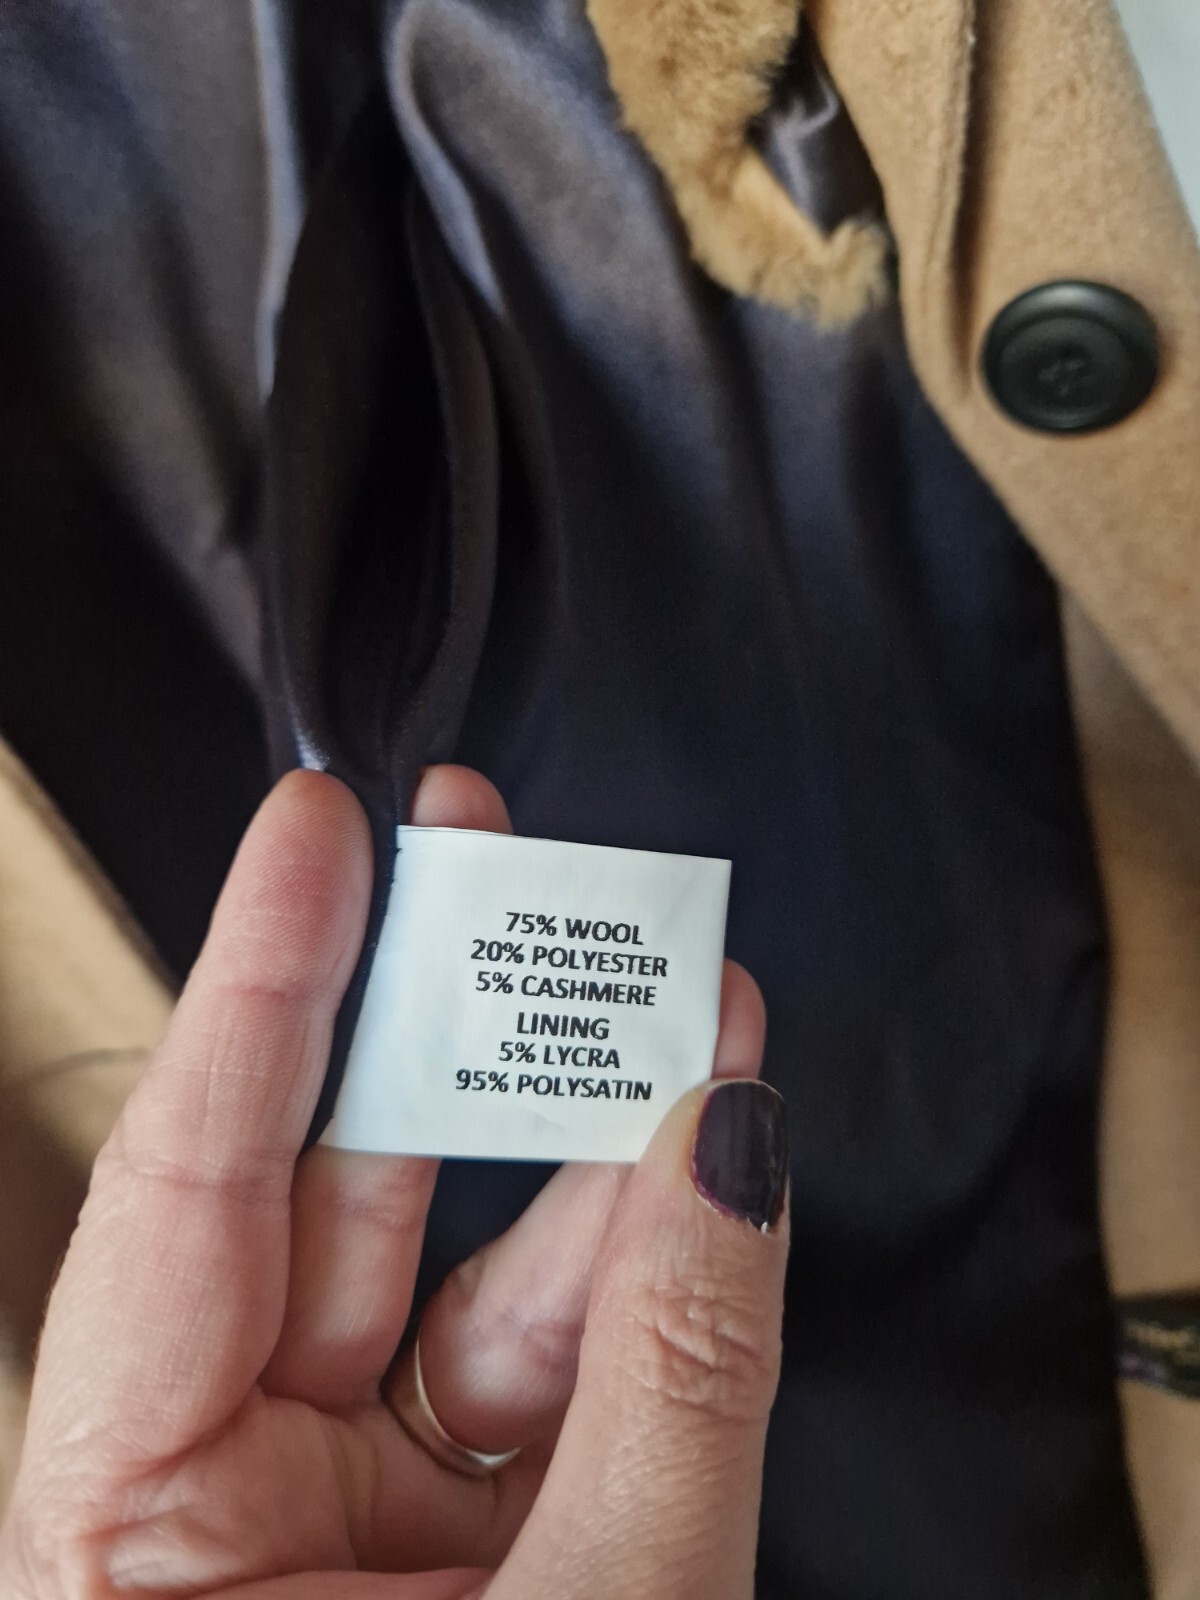 75% WOOL
20% POLYESTER
5% CASHMERE
LINING
5% LYCRA
95% POLYSATIN